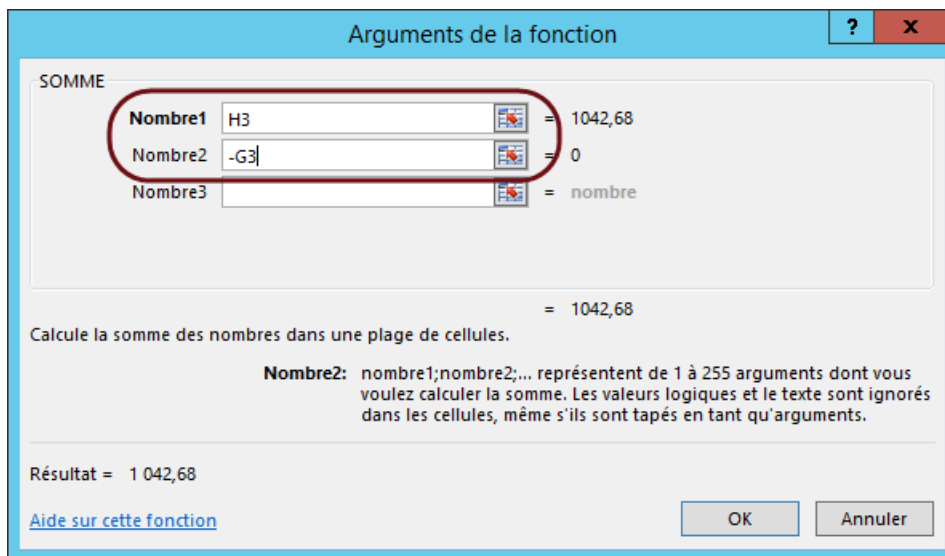 Arguments de la fonction
? x
SOMME
Nombre1 H3 = 1042,68
Nombre2 -G3 = 0
Nombre3 = nombre
= 1042,68
Calcule la somme des nombres dans une plage de cellules.
Nombre2: nombre1;nombre2;... représentent de 1 à 255 arguments dont vous
voulez calculer la somme. Les valeurs logiques et le texte sont ignorés
dans les cellules, même s'ils sont tapés en tant qu'arguments.
Résultat = 1 042,68
Aide sur cette fonction
OK Annuler